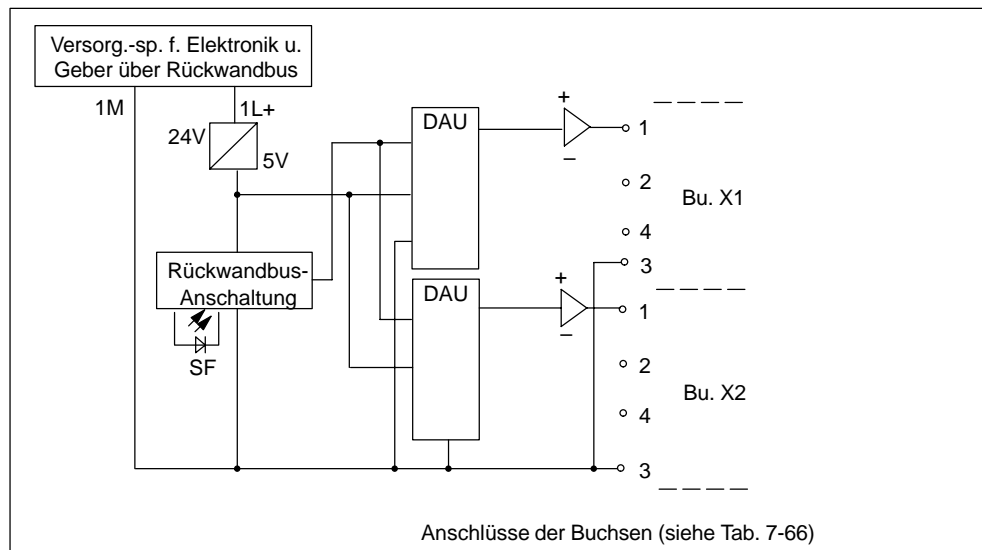 Versorg.-sp. f. Elektronik u.
Geber über Rückwandbus
1M
1L+
24V
5V
DAU
+
–
1
2
Bu. X1
4
3
Rückwandbus-
Anschaltung
SF
DAU
+
–
1
2
Bu. X2
4
3
Anschlüsse der Buchsen (siehe Tab. 7-66)